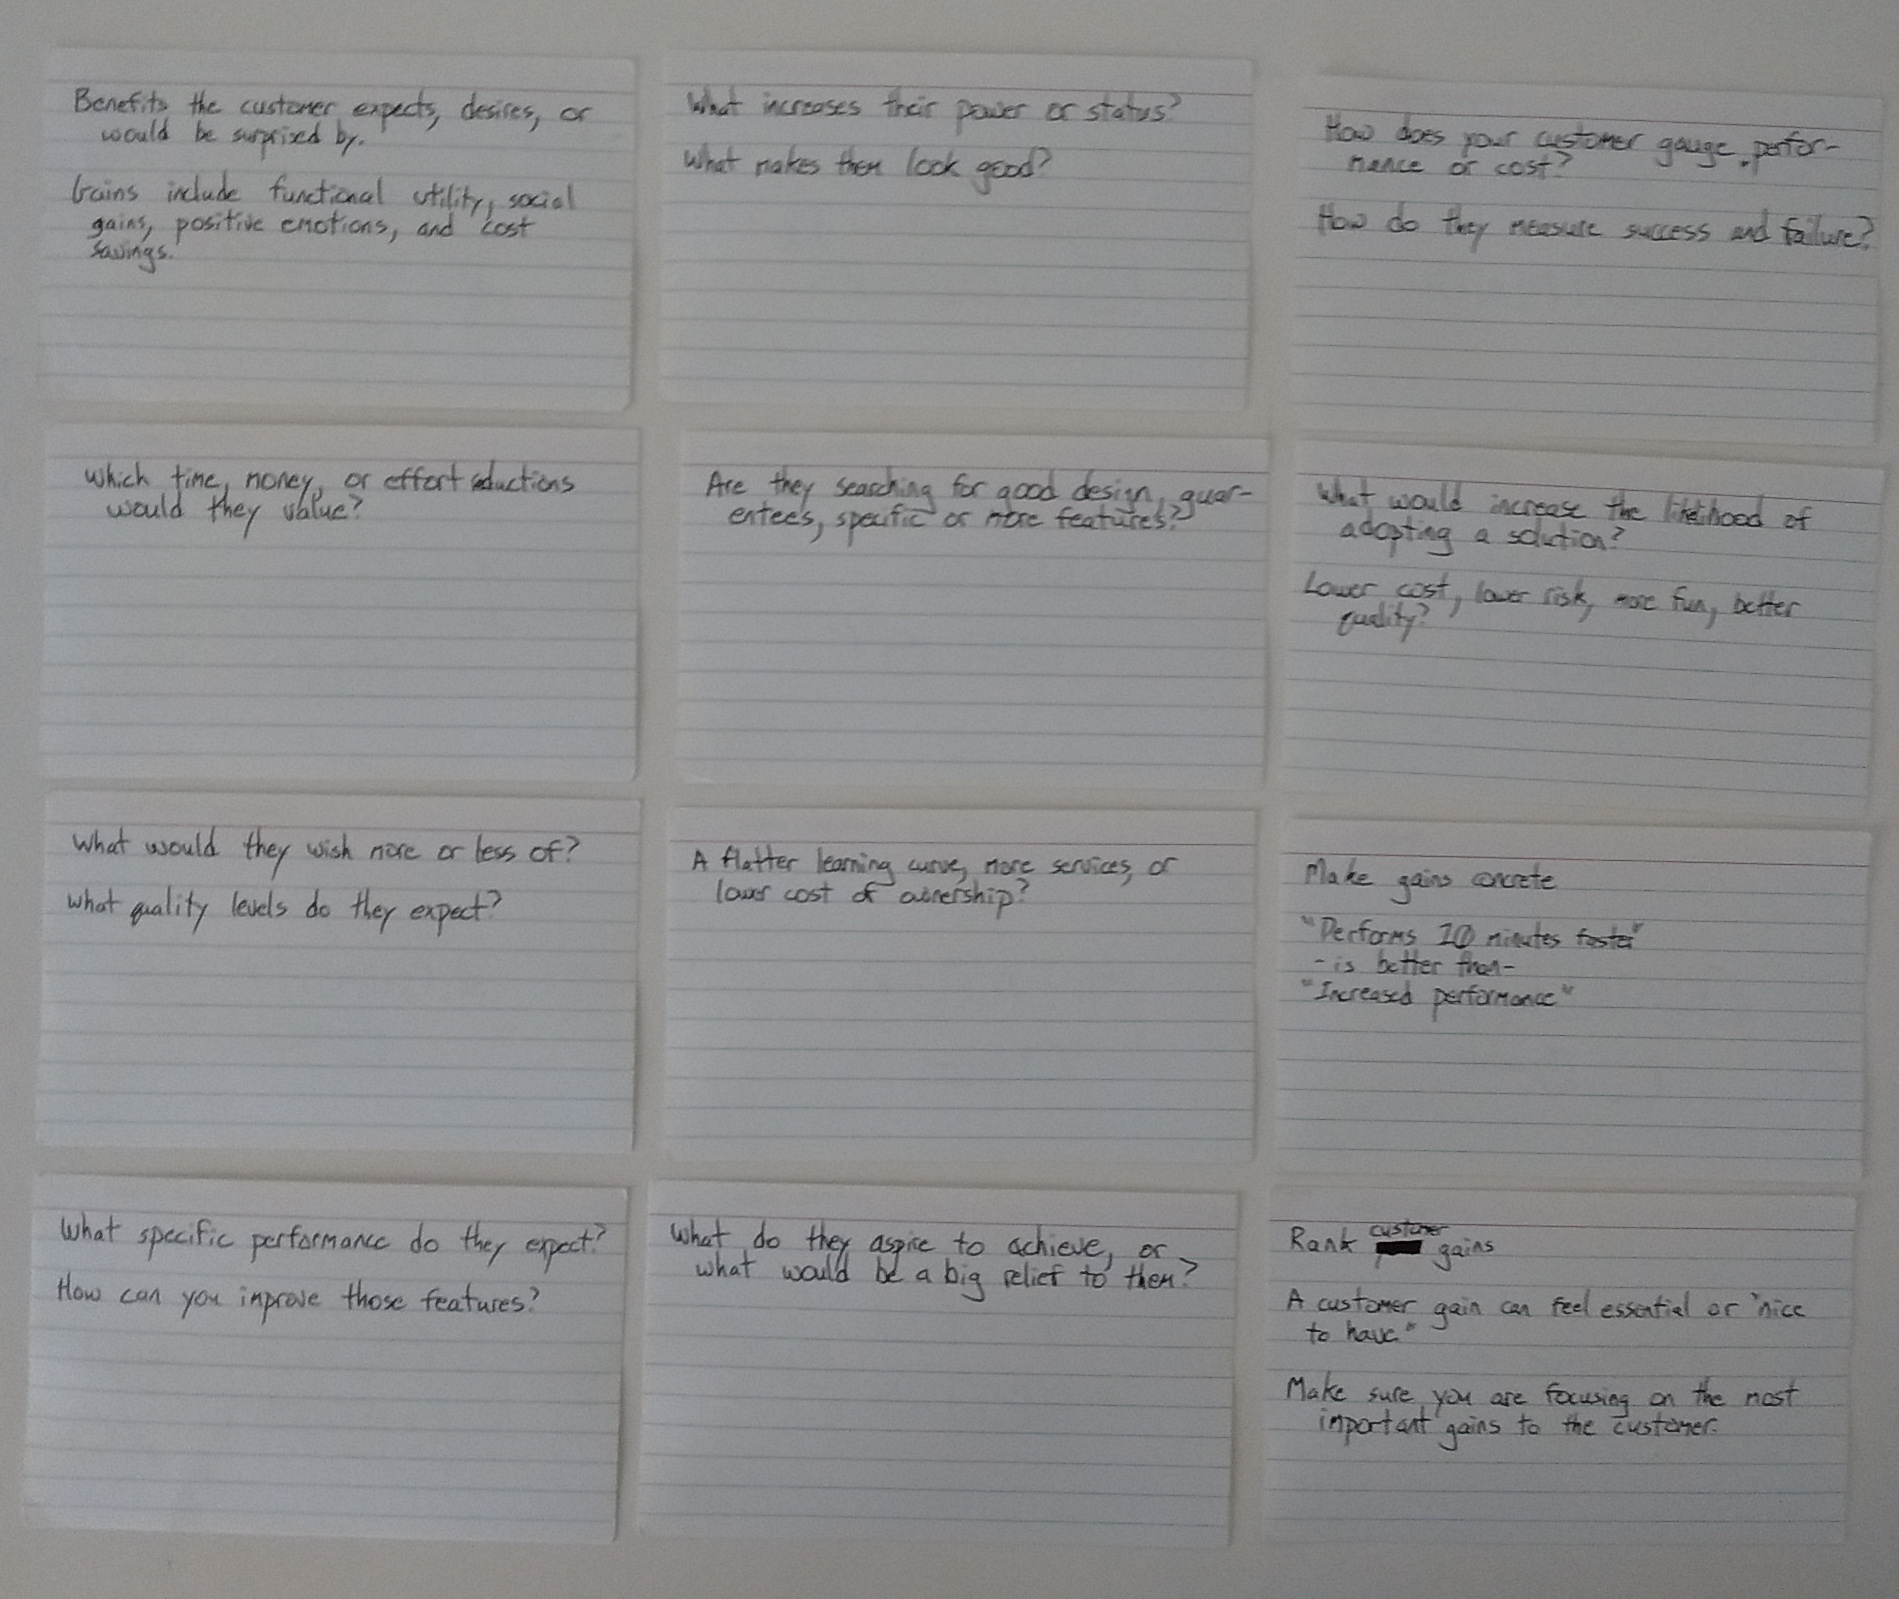 Benefits the customer expects, desires, or
would be surprised by.
Gains include functional utility, social
gains, positive emotions, and cost
savings.
What increases their power or status?
What makes them look good?
How does your customer gauge perfor-
mance or cost?
How do they measure success and failure?
Which time, money, or effort reductions
would they value?
Are they searching for good design, guar-
entees, specific or more features?
What would increase the likelihood of
adopting a solution?
Lower cost, lower risk, more fun, better
quality?
What would they wish more or less of?
What quality levels do they expect?
A flatter learning curve, more services, or
lower cost of ownership?
Make gains concrete
"Performs 10 minutes faster"
- is better than -
"Increased performance"
What specific performance do they expect?
How can you improve those features?
What do they aspire to achieve, or
what would be a big relief to them?
customer
Rank gains
A customer gain can feel essential or "nice
to have."
Make sure you are focusing on the most
important gains to the customer.